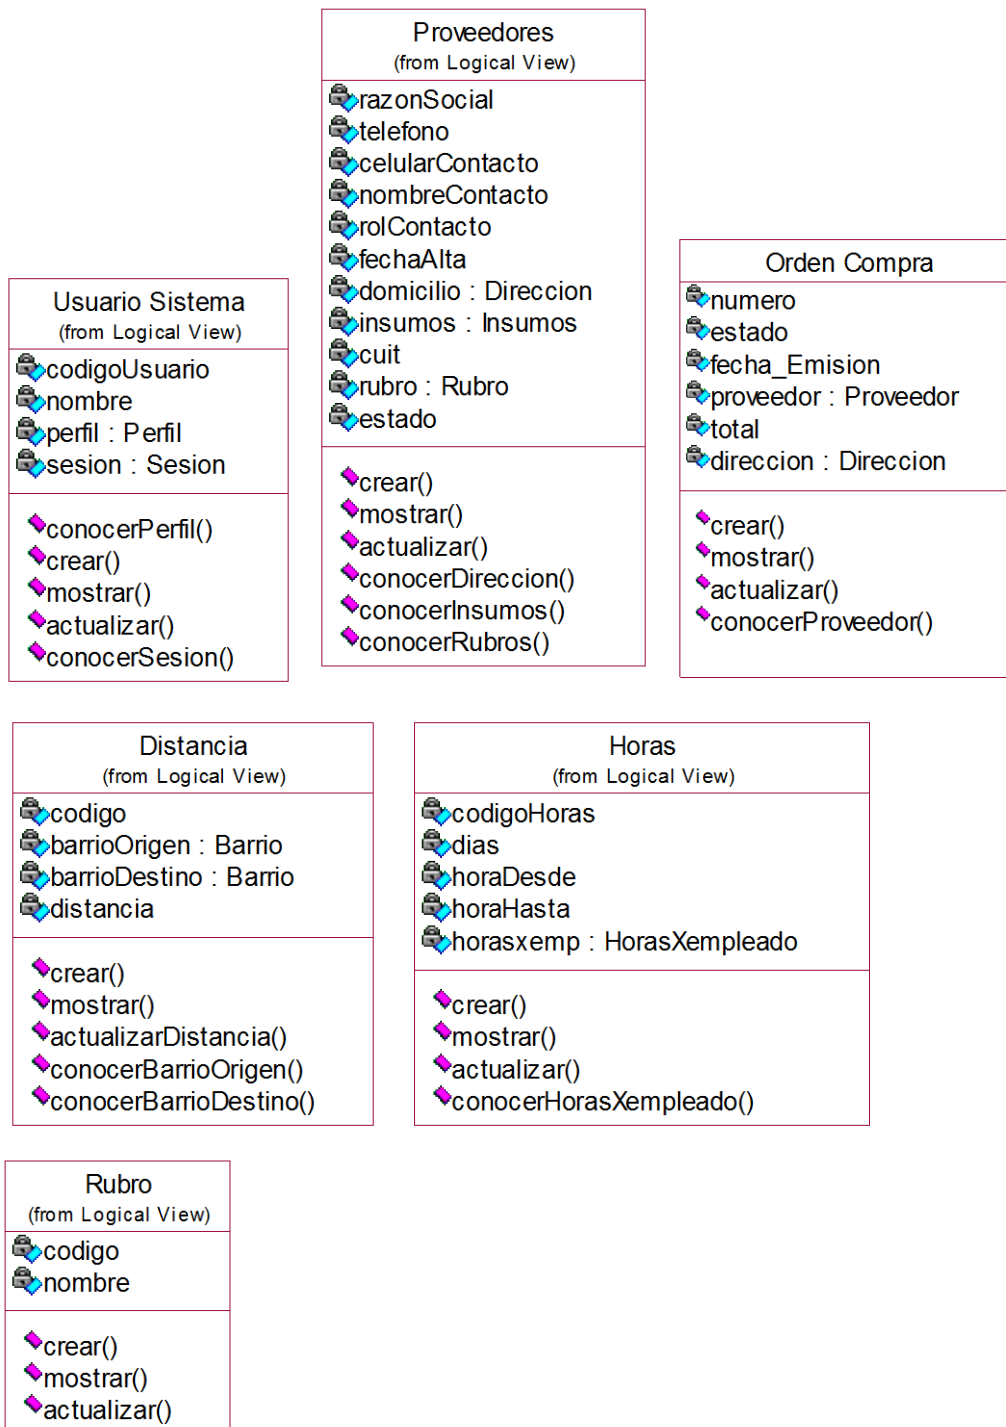 Proveedores
(from Logical View)
razonSocial
telefono
celularContacto
nombreContacto
rolContacto
fechaAlta
domicilio : Direccion
insumos : Insumos
cuit
rubro : Rubro
estado
crear()
mostrar()
actualizar()
conocerDireccion()
conocerInsumos()
conocerRubros()
Usuario Sistema
(from Logical View)
codigoUsuario
nombre
perfil : Perfil
sesion : Sesion
conocerPerfil()
crear()
mostrar()
actualizar()
conocerSesion()
Orden Compra
numero
estado
fecha_Emision
proveedor : Proveedor
total
direccion : Direccion
crear()
mostrar()
actualizar()
conocerProveedor()
Distancia
(from Logical View)
codigo
barrioOrigen : Barrio
barrioDestino : Barrio
distancia
crear()
mostrar()
actualizarDistancia()
conocerBarrioOrigen()
conocerBarrioDestino()
Horas
(from Logical View)
codigoHoras
dias
horaDesde
horaHasta
horasxemp : HorasXempleado
crear()
mostrar()
actualizar()
conocerHorasXempleado()
Rubro
(from Logical View)
codigo
nombre
crear()
mostrar()
actualizar()